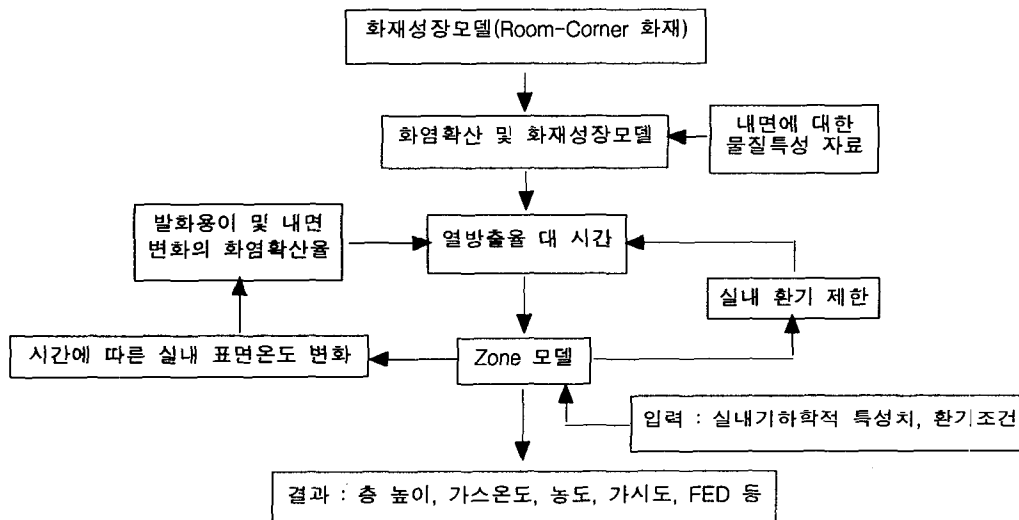 화재성장모델(Room-Corner 화재)
화염확산 및 화재성장모델
내면에 대한
물질특성 자료
발화용이 및 내면
변화의 화염확산율
열방출율 대 시간
실내 환기 제한
시간에 따른 실내 표면온도 변화
Zone 모델
입력 : 실내기하학적 특성치, 환기조건
결과 : 층 높이, 가스온도, 농도, 가시도, FED 등